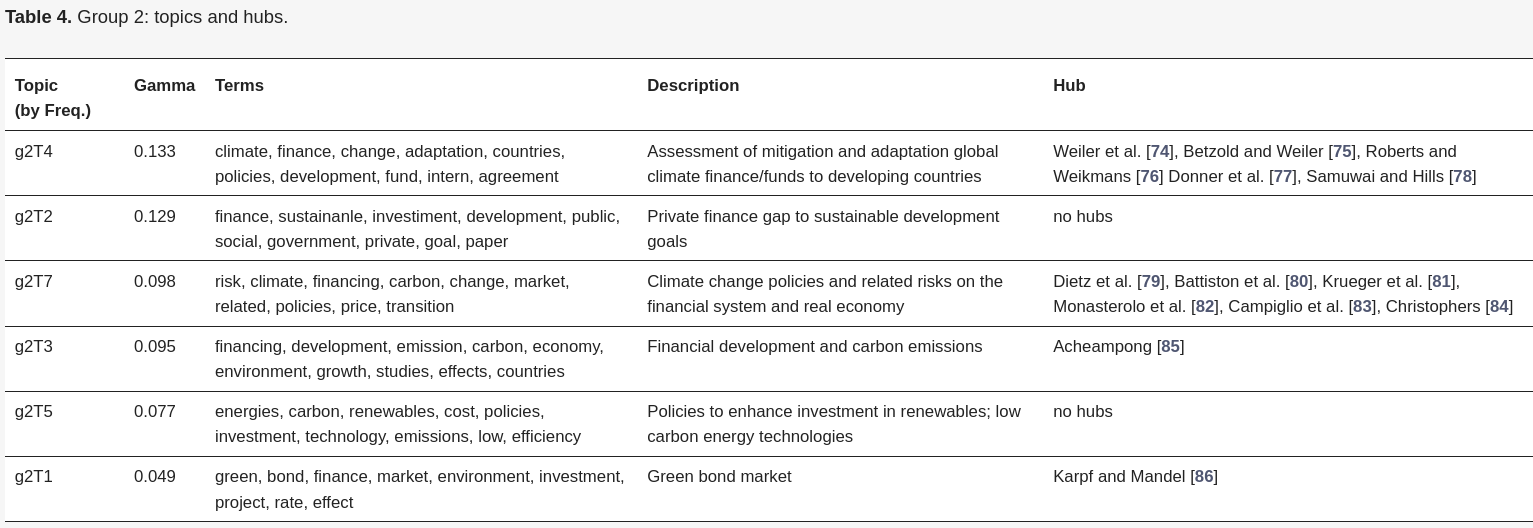 Table 4. Group 2: topics and hubs.
Topic (by Freq.) Gamma Terms Description Hub
g2T4 0.133 climate, finance, change, adaptation, countries, policies, development, fund, intern, agreement Assessment of mitigation and adaptation global climate finance/funds to developing countries Weiler et al. [74], Betzold and Weiler [75], Roberts and Weikmans [76] Donner et al. [77], Samuwai and Hills [78]
g2T2 0.129 finance, sustainanle, investiment, development, public, social, government, private, goal, paper Private finance gap to sustainable development goals no hubs
g2T7 0.098 risk, climate, financing, carbon, change, market, related, policies, price, transition Climate change policies and related risks on the financial system and real economy Dietz et al. [79], Battiston et al. [80], Krueger et al. [81], Monasterolo et al. [82], Campiglio et al. [83], Christophers [84]
g2T3 0.095 financing, development, emission, carbon, economy, environment, growth, studies, effects, countries Financial development and carbon emissions Acheampong [85]
g2T5 0.077 energies, carbon, renewables, cost, policies, investment, technology, emissions, low, efficiency Policies to enhance investment in renewables; low carbon energy technologies no hubs
g2T1 0.049 green, bond, finance, market, environment, investment, project, rate, effect Green bond market Karpf and Mandel [86]